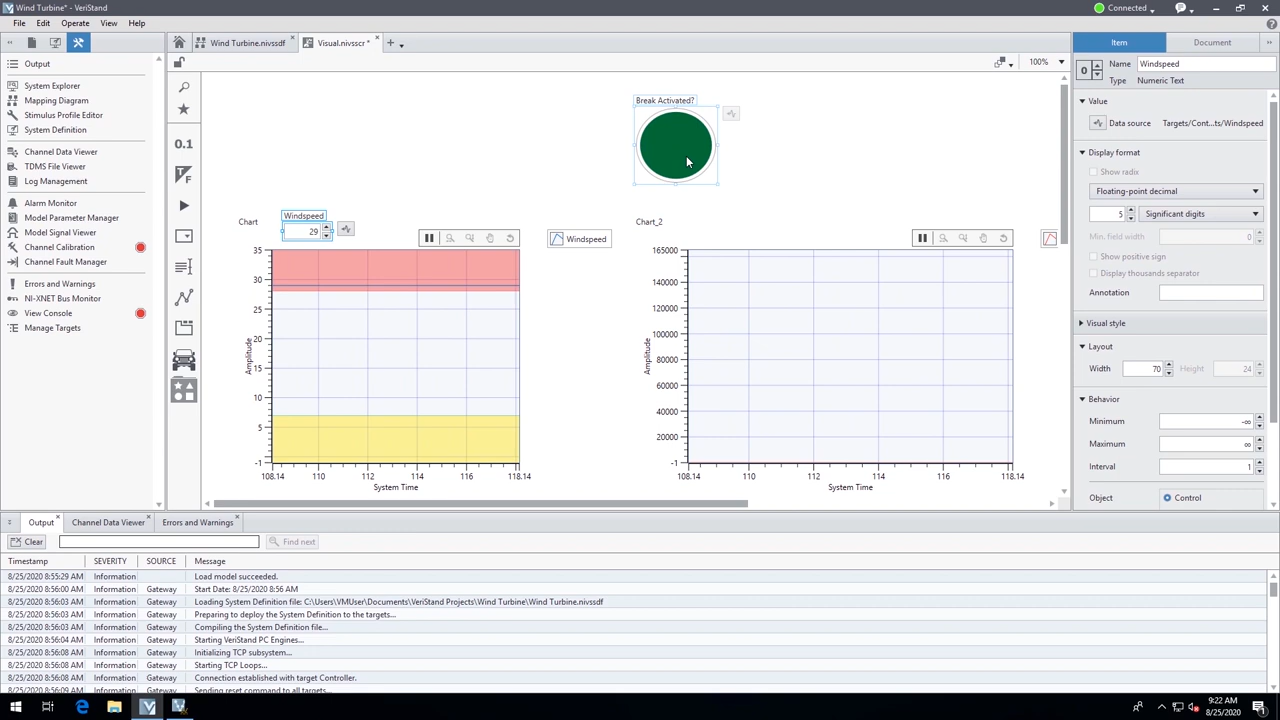 Wind Turbine* - VeriStand
Connected
File Edit Operate View Help
Wind Turbine.nivssdf
Visual.nivsscr *
Item
Document
Output
100%
0
Name
Windspeed
Type
Numeric Text
System Explorer
Mapping Diagram
Stimulus Profile Editor
System Definition
Channel Data Viewer
TDMS File Viewer
Log Management
Alarm Monitor
Model Parameter Manager
Model Signal Viewer
Channel Calibration
Channel Fault Manager
Errors and Warnings
NI-XNET Bus Monitor
View Console
Manage Targets
0.1
Break Activated?
Chart
Windspeed
29
Windspeed
35
30
25
20
15
10
5
-1
Amplitude
108.14 110 112 114 116 118.14
System Time
Chart_2
165000
140000
120000
100000
80000
60000
40000
20000
-1
Amplitude
108.14 110 112 114 116 118.14
System Time
Value
Data source
Targets/Cont...ts/Windspeed
Display format
Show radix
Floating-point decimal
5
Significant digits
Min. field width
0
Show positive sign
Display thousands separator
Annotation
Visual style
Layout
Width
70
Height
24
Behavior
Minimum
-∞
Maximum
∞
Interval
1
Object
Control
Output
Channel Data Viewer
Errors and Warnings
Clear
Find next
Timestamp SEVERITY SOURCE Message
8/25/2020 8:55:29 AM Information Load model succeeded.
8/25/2020 8:56:00 AM Information Gateway Start Date: 8/25/2020 8:56 AM
8/25/2020 8:56:03 AM Information Gateway Loading System Definition file: C:\Users\VMUser\Documents\VeriStand Projects\Wind Turbine\Wind Turbine.nivssdf
8/25/2020 8:56:03 AM Information Gateway Preparing to deploy the System Definition to the targets...
8/25/2020 8:56:03 AM Information Gateway Compiling the System Definition file...
8/25/2020 8:56:04 AM Information Gateway Starting VeriStand PC Engines...
8/25/2020 8:56:08 AM Information Gateway Initializing TCP subsystem...
8/25/2020 8:56:08 AM Information Gateway Starting TCP Loops...
8/25/2020 8:56:08 AM Information Gateway Connection established with target Controller.
8/25/2020 8:56:09 AM Information Gateway Sending reset command to all targets...
9:22 AM
8/25/2020